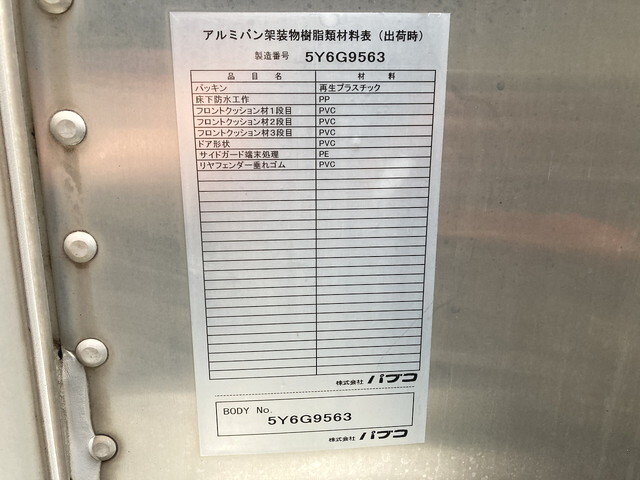 アルミバン架装物樹脂類材料表（出荷時）
製造番号 5Y6G9563
品目名 材料
パッキン 再生プラスチック
床下防水工作 PP
フロントクッション材1段目 PVC
フロントクッション材2段目 PVC
フロントクッション材3段目 PVC
ドア形状 PVC
サイドガード端末処理 PE
リヤフェンダー垂れゴム PVC
株式会社 パブコ
BODY No.
5Y6G9563
株式会社 パブコ